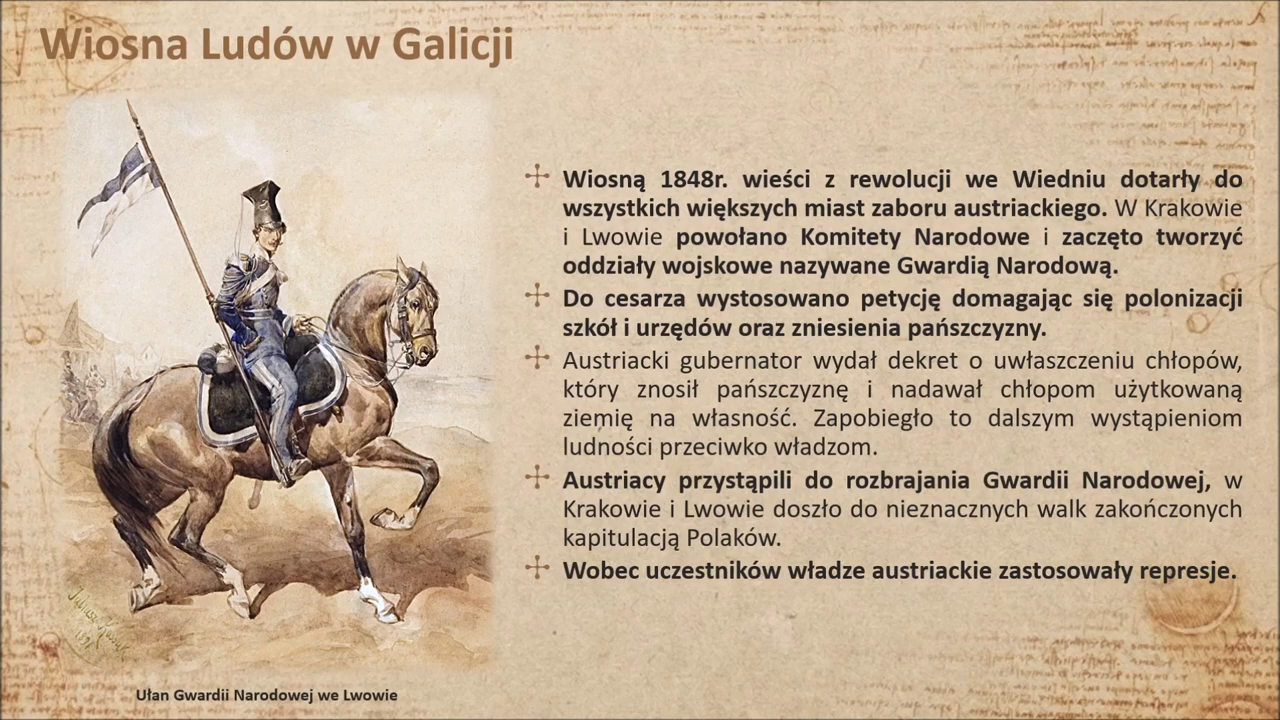 Wiosna Ludów w Galicji
Wiosną 1848r. wieści z rewolucji we Wiedniu dotarły do
wszystkich większych miast zaboru austriackiego. W Krakowie
i Lwowie powołano Komitety Narodowe i zaczęto tworzyć
oddziały wojskowe nazywane Gwardią Narodową.
Do cesarza wystosowano petycję domagając się polonizacji
szkół i urzędów oraz zniesienia pańszczyzny.
Austriacki gubernator wydał dekret o uwłaszczeniu chłopów,
który znosił pańszczyznę i nadawał chłopom użytkowaną
ziemię na własność. Zapobiegło to dalszym wystąpieniom
ludności przeciwko władzom.
Austriacy przystąpili do rozbrajania Gwardii Narodowej, w
Krakowie i Lwowie doszło do nieznacznych walk zakończonych
kapitulacją Polaków.
Wobec uczestników władze austriackie zastosowały represje.
Ułan Gwardii Narodowej we Lwowie